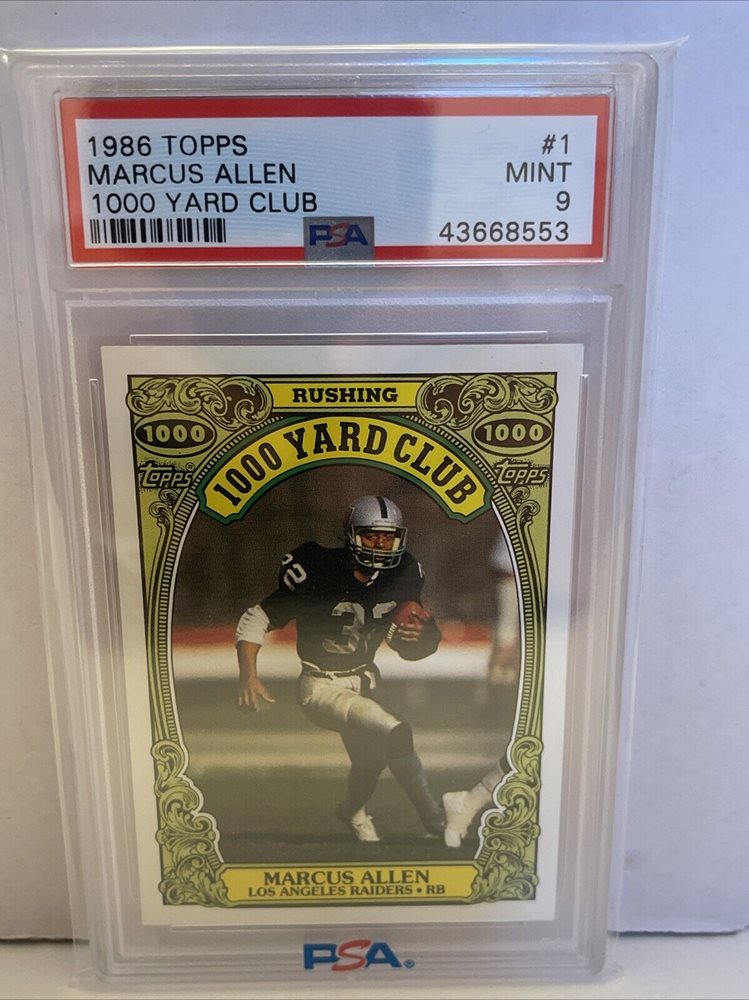 1986 TOPPS #1
MARCUS ALLEN MINT
1000 YARD CLUB 9
PSA 43668553
RUSHING
1000 1000
1000 YARD CLUB
topps® topps
32
32
MARCUS ALLEN
LOS ANGELES RAIDERS • RB
PSA®